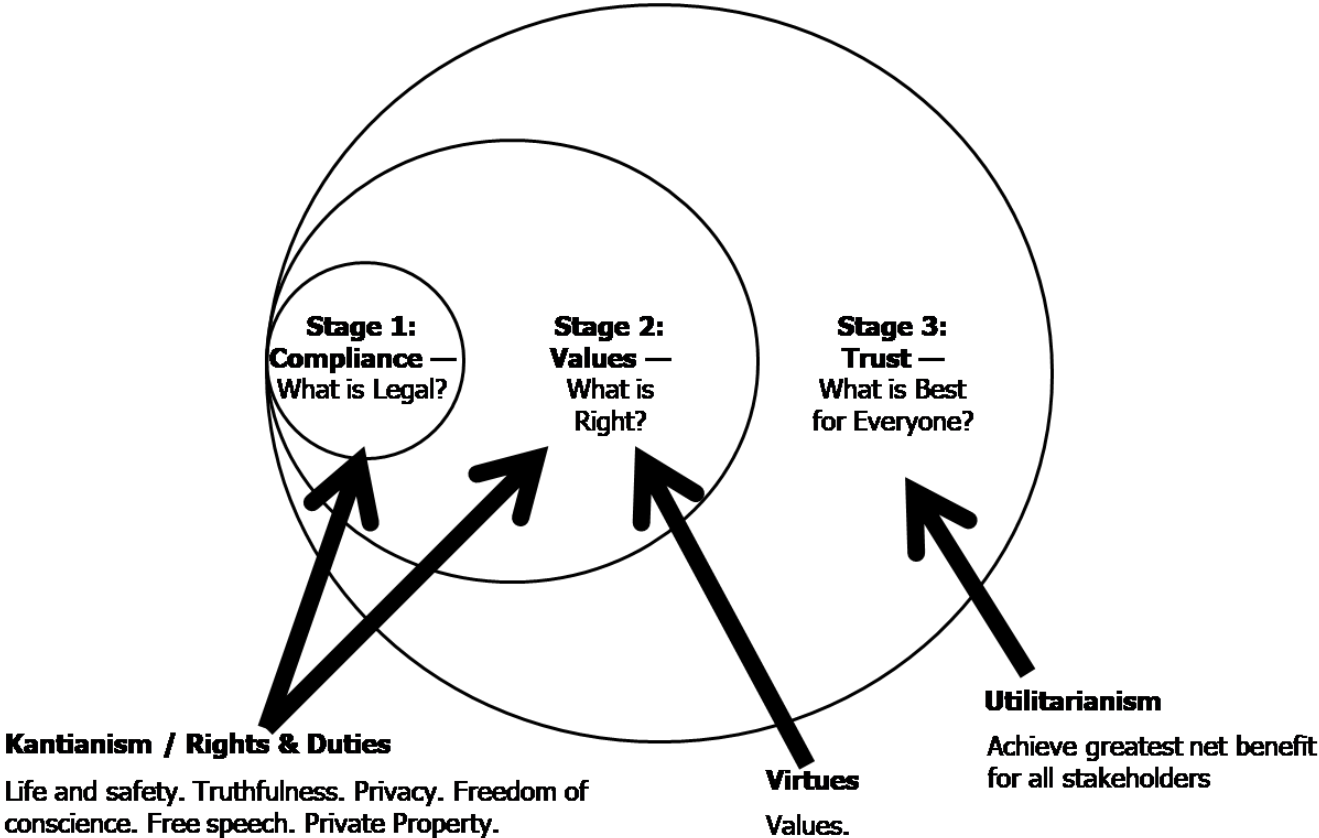 Stage 1:
Compliance —
What is Legal?
Stage 2:
Values —
What is
Right?
Stage 3:
Trust —
What is Best
for Everyone?
Kantianism / Rights & Duties
Life and safety. Truthfulness. Privacy. Freedom of
conscience. Free speech. Private Property.
Virtues
Values.
Utilitarianism
Achieve greatest net benefit
for all stakeholders